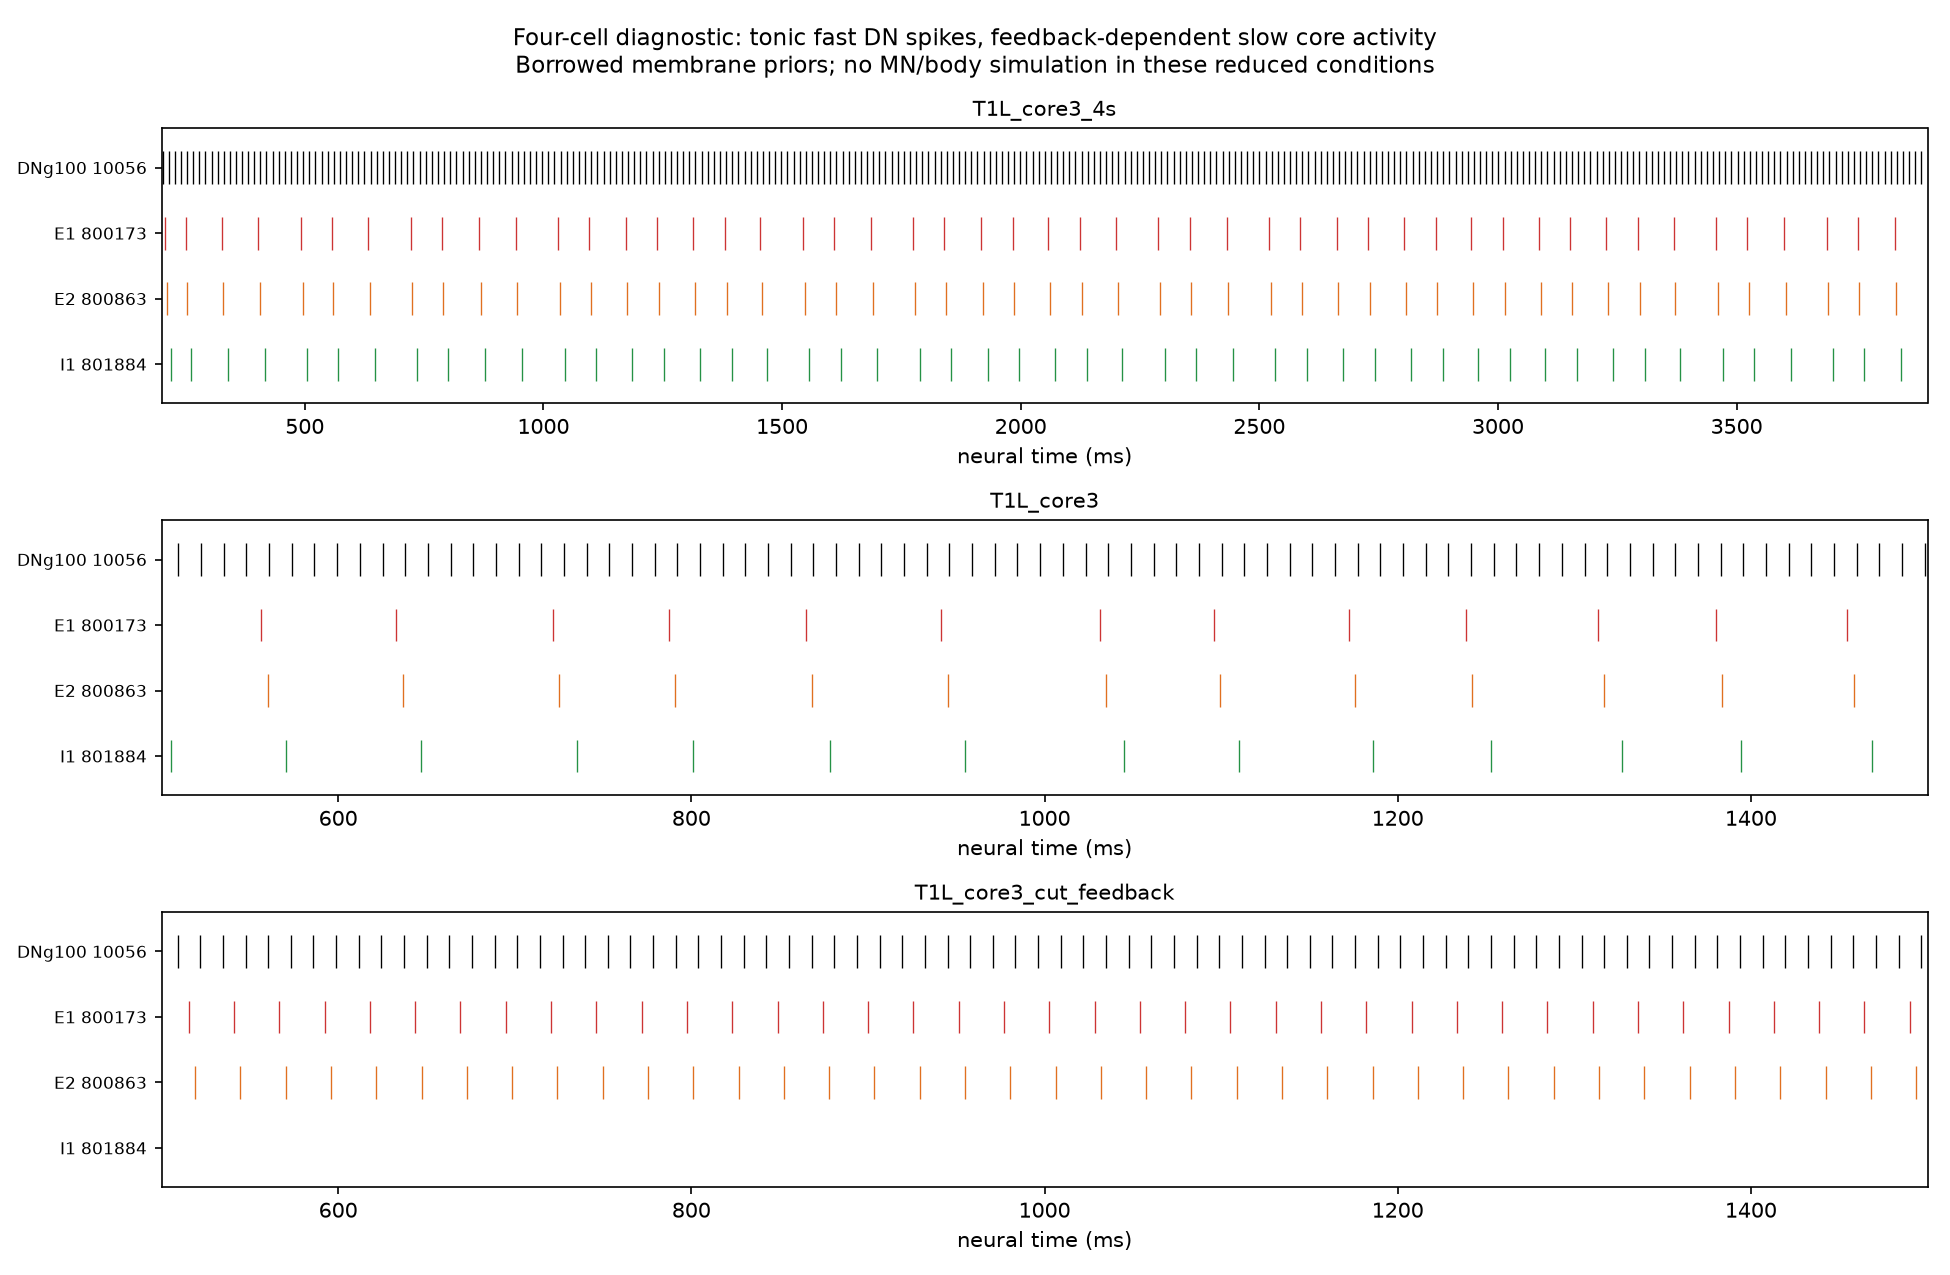 Four-cell diagnostic: tonic fast DN spikes, feedback-dependent slow core activity
Borrowed membrane priors; no MN/body simulation in these reduced conditions
T1L_core3_4s
DNg100 10056
E1 800173
E2 800863
I1 801884
500 1000 1500 2000 2500 3000 3500
neural time (ms)
T1L_core3
DNg100 10056
E1 800173
E2 800863
I1 801884
600 800 1000 1200 1400
neural time (ms)
T1L_core3_cut_feedback
DNg100 10056
E1 800173
E2 800863
I1 801884
600 800 1000 1200 1400
neural time (ms)